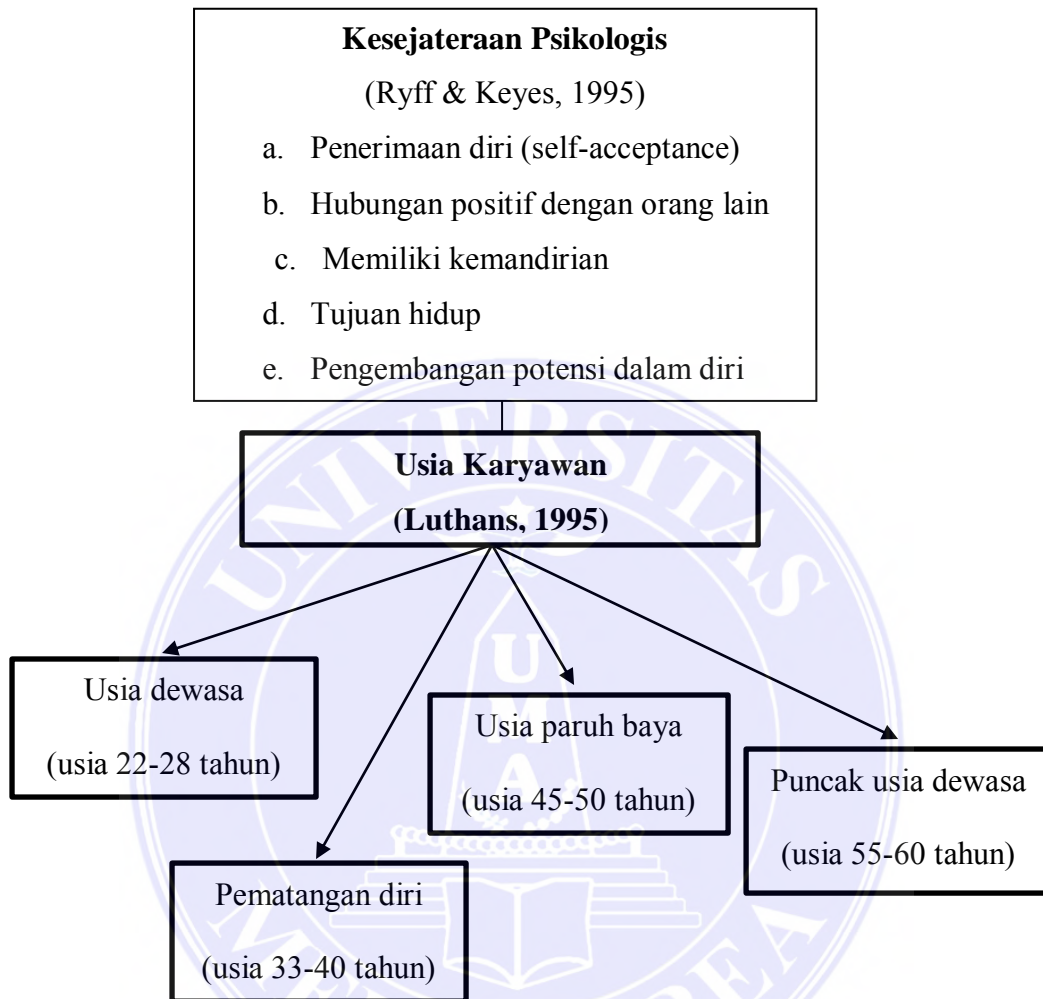 Kesejateraan Psikologis
(Ryff & Keyes, 1995)
a. Penerimaan diri (self-acceptance)
b. Hubungan positif dengan orang lain
c. Memiliki kemandirian
d. Tujuan hidup
e. Pengembangan potensi dalam diri
Usia Karyawan
(Luthans, 1995)
Usia dewasa
(usia 22-28 tahun)
Usia paruh baya
(usia 45-50 tahun)
Puncak usia dewasa
(usia 55-60 tahun)
Pematangan diri
(usia 33-40 tahun)
UNIVERSITAS
UMA